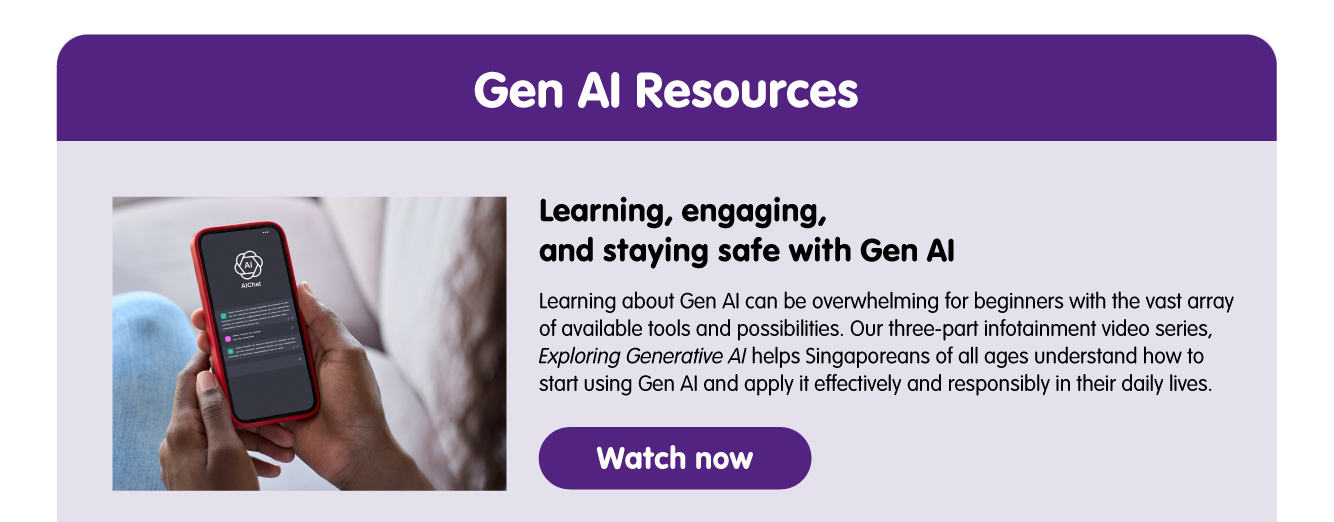 Gen AI Resources
AI
AIChat
Learning, engaging,
and staying safe with Gen AI
Learning about Gen AI can be overwhelming for beginners with the vast array
of available tools and possibilities. Our three-part infotainment video series,
Exploring Generative AI helps Singaporeans of all ages understand how to
start using Gen AI and apply it effectively and responsibly in their daily lives.
Watch now